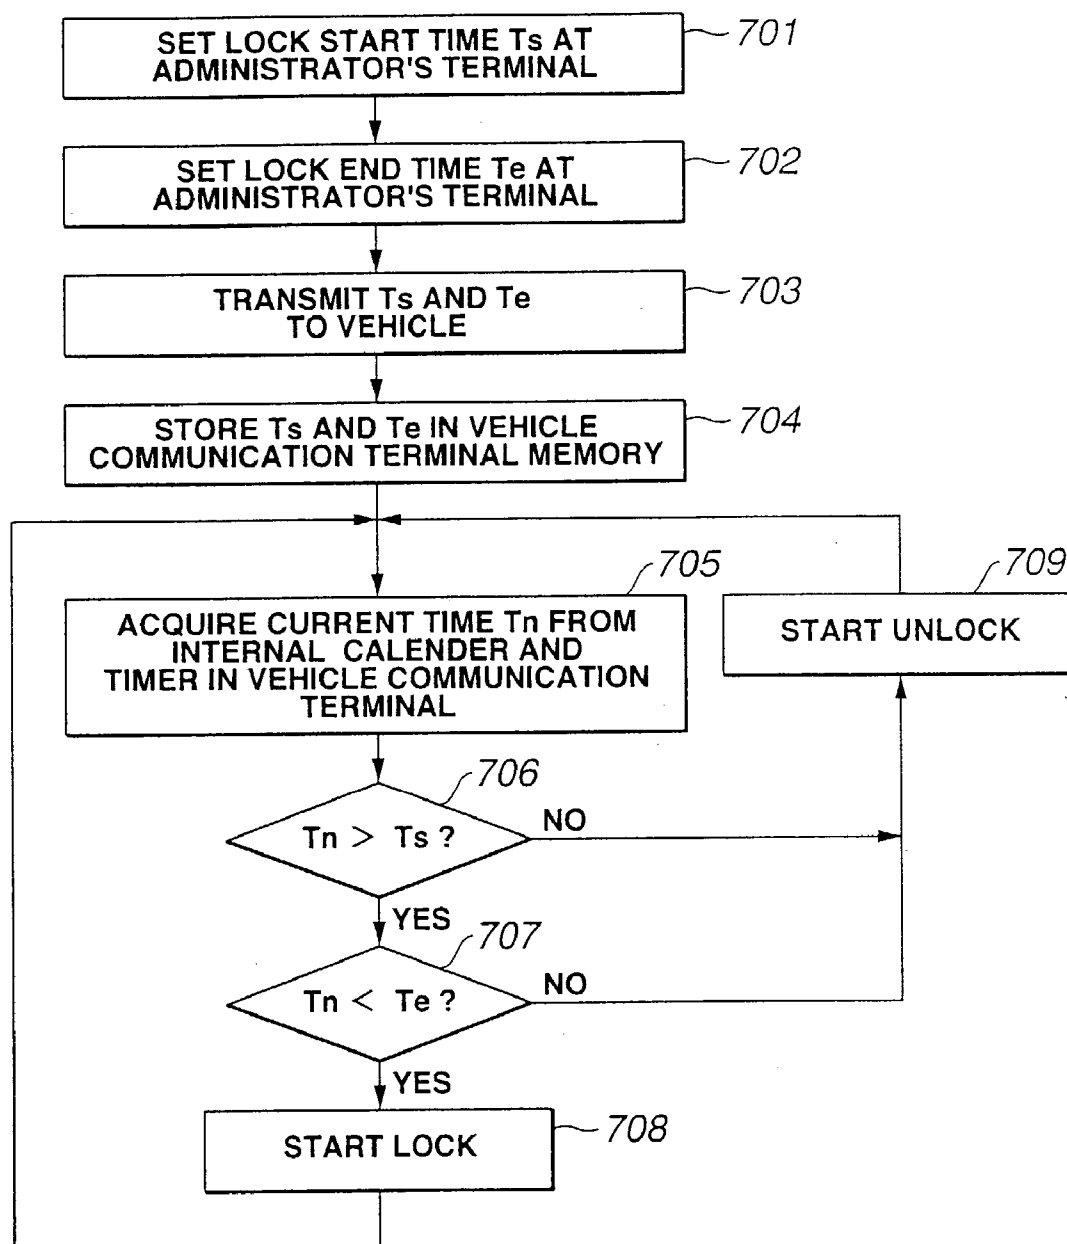 SET LOCK START TIME Ts AT
ADMINISTRATOR'S TERMINAL
701
SET LOCK END TIME Te AT
ADMINISTRATOR'S TERMINAL
702
TRANSMIT Ts AND Te
TO VEHICLE
703
STORE Ts AND Te IN VEHICLE
COMMUNICATION TERMINAL MEMORY
704
705
ACQUIRE CURRENT TIME Tn FROM
INTERNAL CALENDER AND
TIMER IN VEHICLE COMMUNICATION
TERMINAL
709
START UNLOCK
706
Tn > Ts ?
NO
YES
707
Tn < Te ?
NO
YES
START LOCK
708